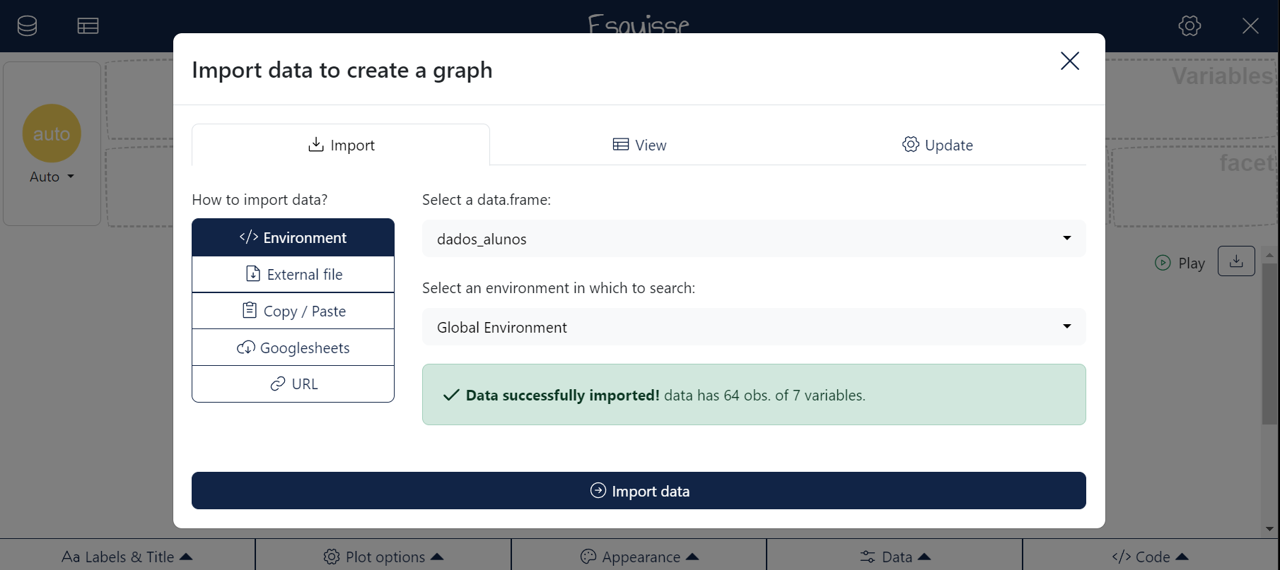 Esquisse
Import data to create a graph
Variables
auto
Auto
Import
View
Update
facet
How to import data?
Environment
External file
Copy / Paste
Googlesheets
URL
Select a data.frame:
dados_alunos
Select an environment in which to search:
Global Environment
Data successfully imported! data has 64 obs. of 7 variables.
Play
Import data
Aa Labels & Title
Plot options
Appearance
Data
</> Code